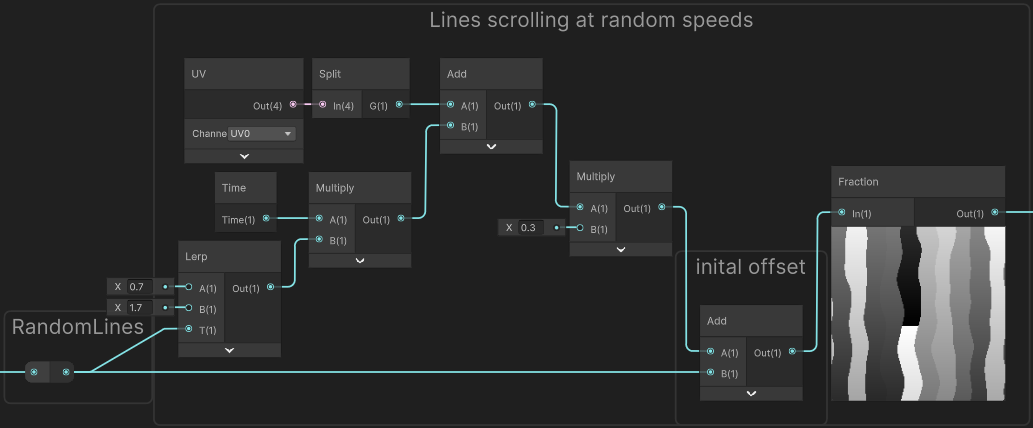 Lines scrolling at random speeds
UV
Out(4)
Channe UV0
Split
In(4) G(1)
Add
A(1) Out(1)
B(1)
Time
Time(1)
Multiply
A(1) Out(1)
B(1)
Multiply
A(1) Out(1)
X 0.3 B(1)
Fraction
In(1) Out(1)
Lerp
X 0.7 A(1) Out(1)
X 1.7 B(1)
T(1)
RandomLines
inital offset
Add
A(1) Out(1)
B(1)